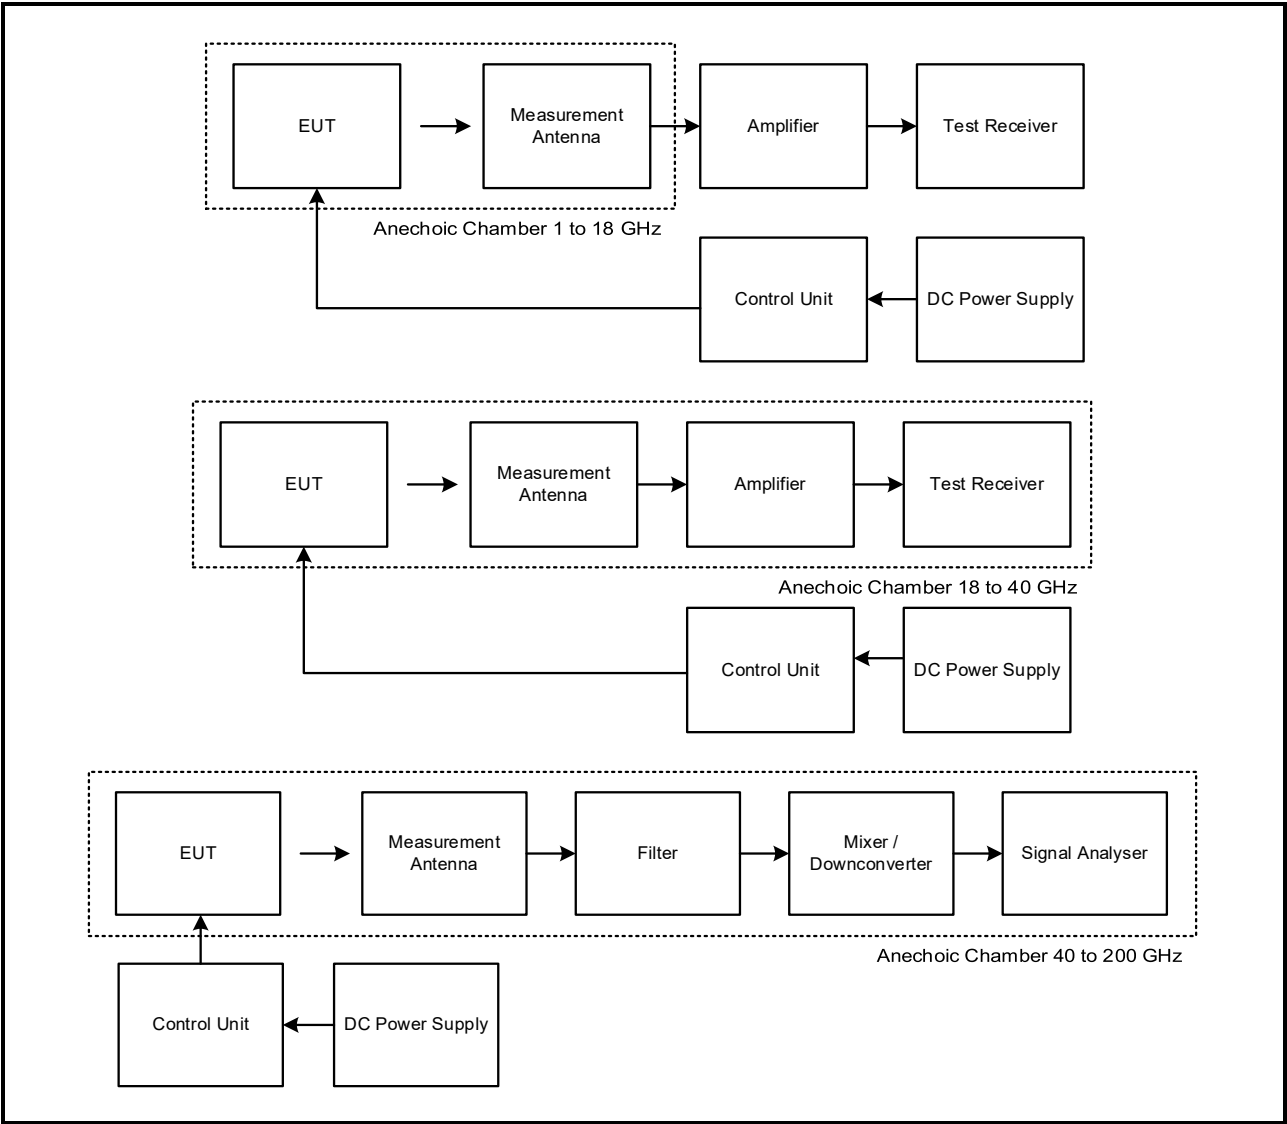 EUT
Measurement
Antenna
Amplifier
Test Receiver
Anechoic Chamber 1 to 18 GHz
Control Unit
DC Power Supply
EUT
Measurement
Antenna
Amplifier
Test Receiver
Anechoic Chamber 18 to 40 GHz
Control Unit
DC Power Supply
EUT
Measurement
Antenna
Filter
Mixer /
Downconverter
Signal Analyser
Anechoic Chamber 40 to 200 GHz
Control Unit
DC Power Supply